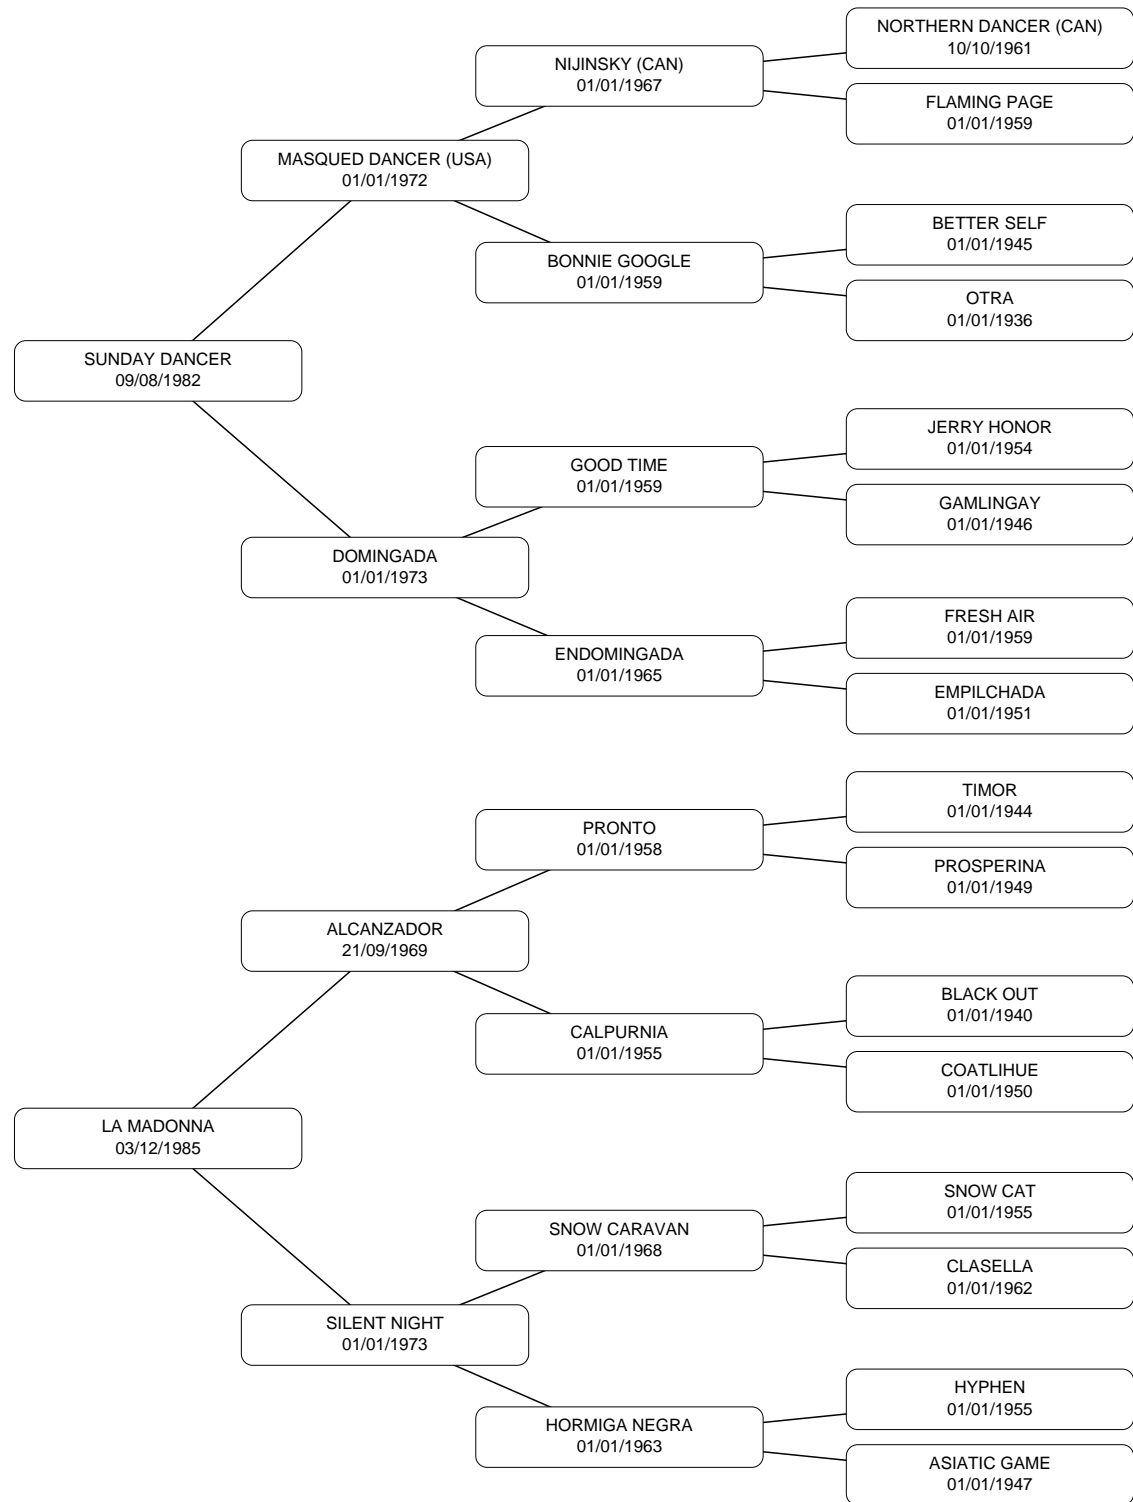 NORTHERN DANCER (CAN)
10/10/1961
NIJINSKY (CAN)
01/01/1967
FLAMING PAGE
01/01/1959
MASQUED DANCER (USA)
01/01/1972
BETTER SELF
01/01/1945
BONNIE GOOGLE
01/01/1959
OTRA
01/01/1936
SUNDAY DANCER
09/08/1982
JERRY HONOR
01/01/1954
GOOD TIME
01/01/1959
GAMLINGAY
01/01/1946
DOMINGADA
01/01/1973
FRESH AIR
01/01/1959
ENDOMINGADA
01/01/1965
EMPILCHADA
01/01/1951
TIMOR
01/01/1944
PRONTO
01/01/1958
PROSPERINA
01/01/1949
ALCANZADOR
21/09/1969
BLACK OUT
01/01/1940
CALPURNIA
01/01/1955
COATLIHUE
01/01/1950
LA MADONNA
03/12/1985
SNOW CAT
01/01/1955
SNOW CARAVAN
01/01/1968
CLASELLA
01/01/1962
SILENT NIGHT
01/01/1973
HYPHEN
01/01/1955
HORMIGA NEGRA
01/01/1963
ASIATIC GAME
01/01/1947